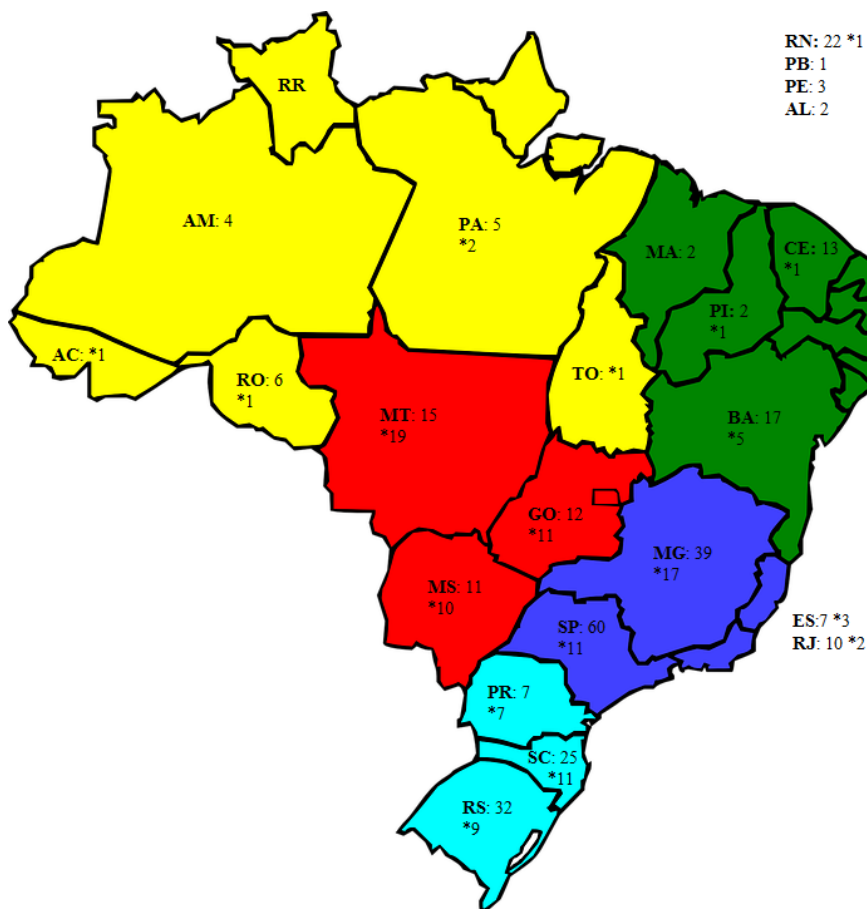 RN: 22 *1
PB: 1
PE: 3
AL: 2
RR
AM: 4
PA: 5
*2
MA: 2
CE: 13
*1
PI: 2
*1
AC: *1
RO: 6
*1
TO: *1
MT: 15
*19
BA: 17
*5
GO: 12
*11
MG: 39
*17
MS: 11
*10
SP: 60
*11
ES:7 *3
RJ: 10 *2
PR: 7
*7
SC: 25
*11
RS: 32
*9